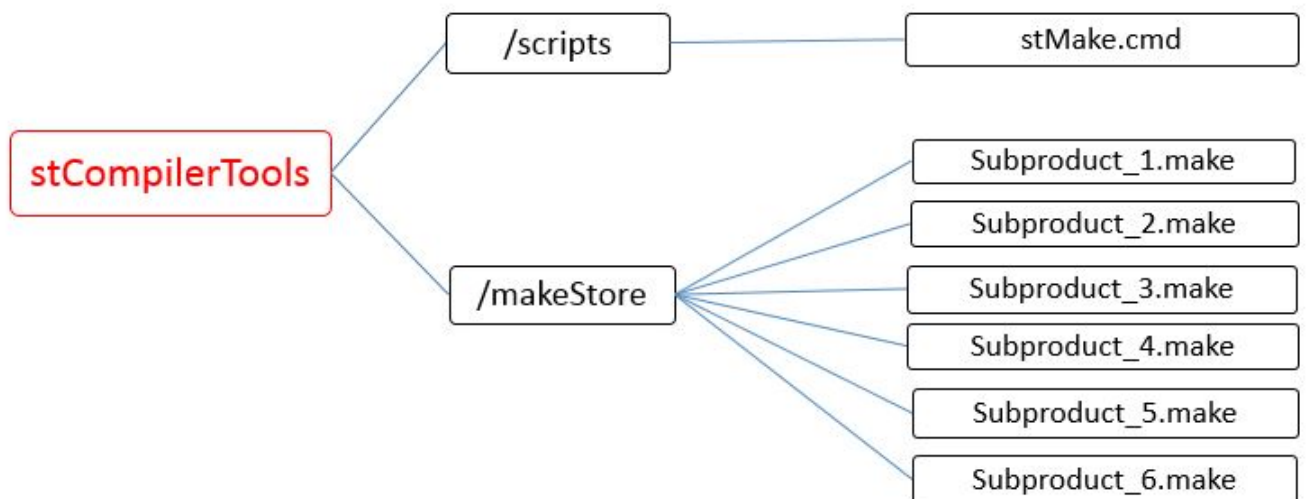 /scripts
stMake.cmd
stCompilerTools
/makeStore
Subproduct_1.make
Subproduct_2.make
Subproduct_3.make
Subproduct_4.make
Subproduct_5.make
Subproduct_6.make